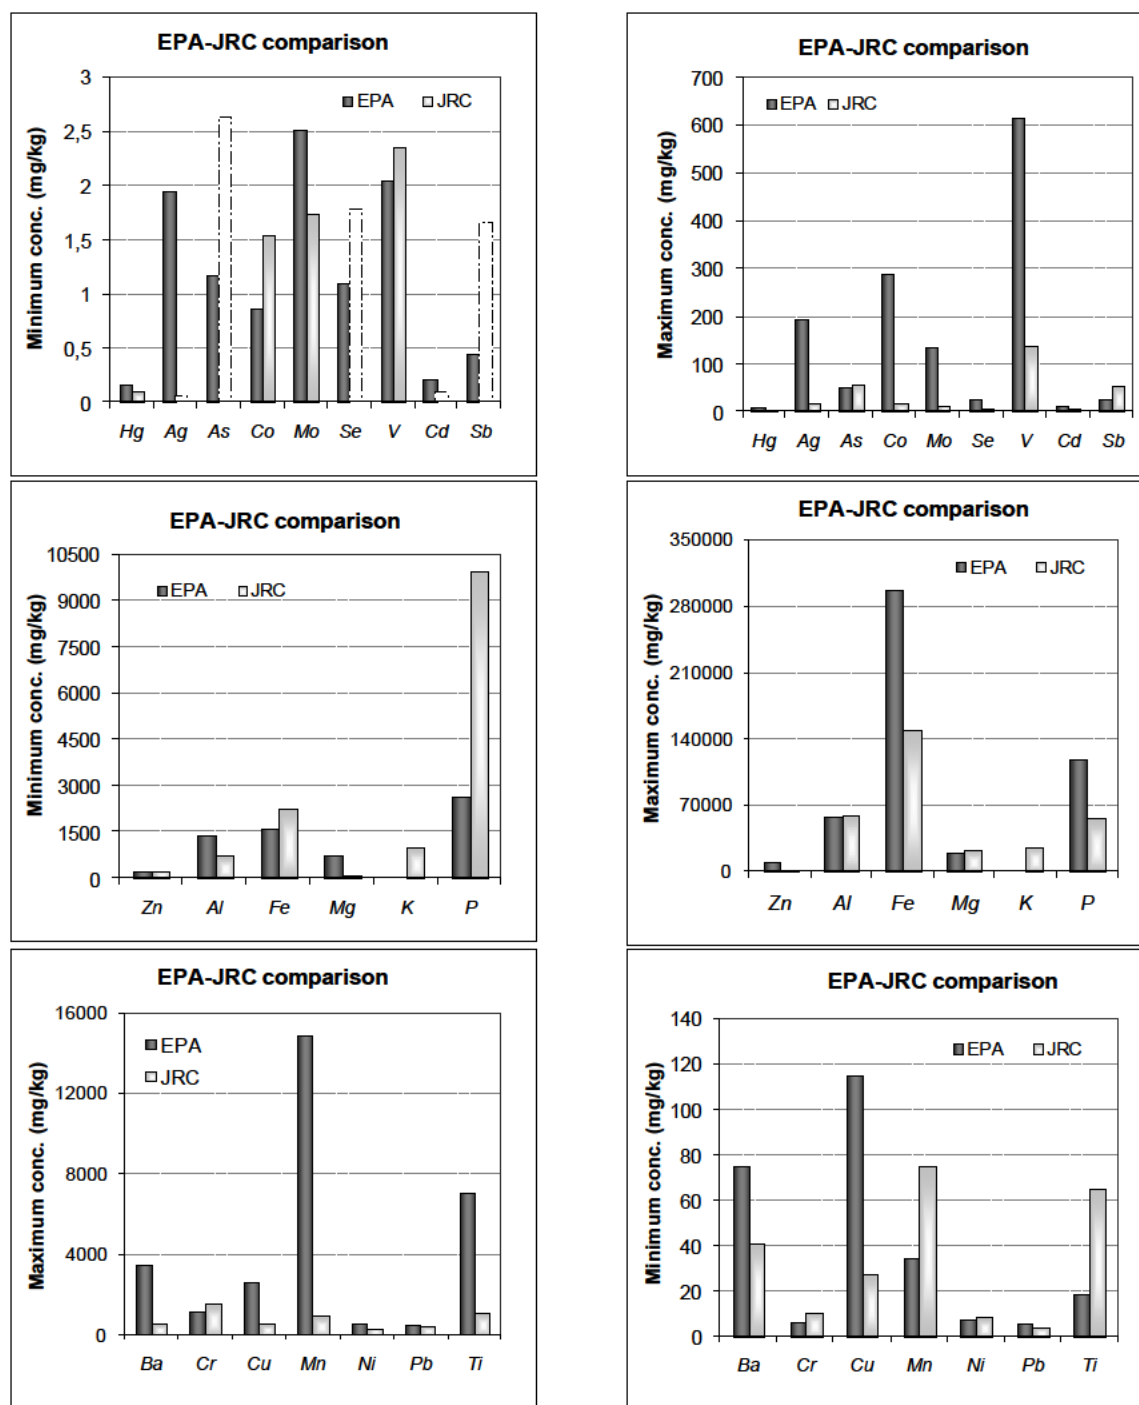 EPA-JRC comparison
Minimum conc. (mg/kg)
EPA JRC
3
2,5
2
1,5
1
0,5
0
Hg Ag As Co Mo Se V Cd Sb
EPA-JRC comparison
Maximum conc. (mg/kg)
EPA JRC
700
600
500
400
300
200
100
0
Hg Ag As Co Mo Se V Cd Sb
EPA-JRC comparison
Minimum conc. (mg/kg)
EPA JRC
10500
9000
7500
6000
4500
3000
1500
0
Zn Al Fe Mg K P
EPA-JRC comparison
Maximum conc. (mg/kg)
EPA JRC
350000
280000
210000
140000
70000
0
Zn Al Fe Mg K P
EPA-JRC comparison
Maximum conc. (mg/kg)
EPA
JRC
16000
12000
8000
4000
0
Ba Cr Cu Mn Ni Pb Ti
EPA-JRC comparison
Minimum conc. (mg/kg)
EPA JRC
140
120
100
80
60
40
20
0
Ba Cr Cu Mn Ni Pb Ti